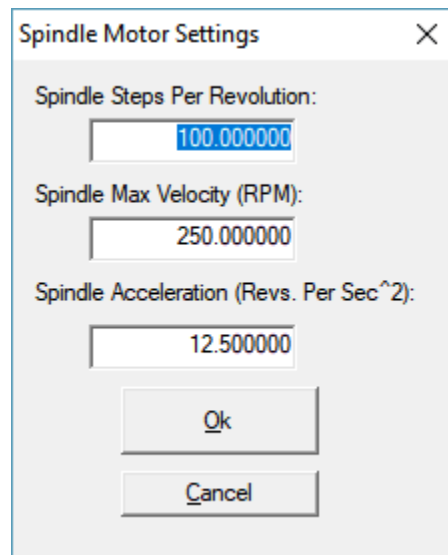 Spindle Motor Settings
Spindle Steps Per Revolution:
100.000000
Spindle Max Velocity (RPM):
250.000000
Spindle Acceleration (Revs. Per Sec^2):
12.500000
Ok
Cancel